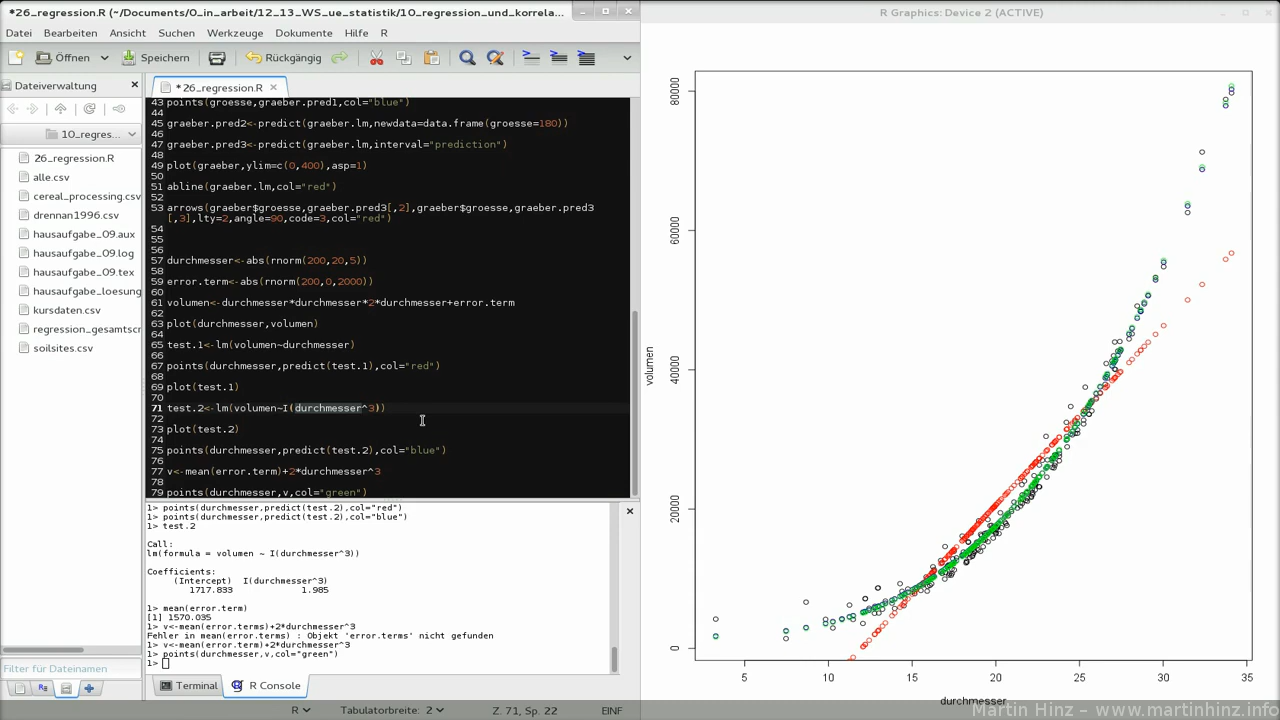 *26_regression.R (~/Documents/0_in_arbeit/12_13_WS_ue_statistik/10_regression_und_korrela...
R Graphics: Device 2 (ACTIVE)
Datei Bearbeiten Ansicht Suchen Werkzeuge Dokumente Hilfe R
Öffnen Speichern Rückgängig
Dateiverwaltung
* 26_regression.R
10_regres...
26_regression.R
alle.csv
cereal_processing.csv
drennan1996.csv
hausaufgabe_09.aux
hausaufgabe_09.log
hausaufgabe_09.tex
hausaufgabe_loesung
kursdaten.csv
regression_gesamtscr
soilsites.csv
Filter für Dateinamen
43 points(groesse,graeber.pred1,col="blue")
44
45 graeber.pred2<-predict(graeber.lm,newdata=data.frame(groesse=180))
46
47 graeber.pred3<-predict(graeber.lm,interval="prediction")
48
49 plot(graeber,ylim=c(0,400),asp=1)
50
51 abline(graeber.lm,col="red")
52
53 arrows(graeber$groesse,graeber.pred3[,2],graeber$groesse,graeber.pred3
[,3],lty=2,angle=90,code=3,col="red")
54
55
56
57 durchmesser<-abs(rnorm(200,20,5))
58
59 error.term<-abs(rnorm(200,0,2000))
60
61 volumen<-durchmesser*durchmesser*2*durchmesser+error.term
62
63 plot(durchmesser,volumen)
64
65 test.1<-lm(volumen~durchmesser)
66
67 points(durchmesser,predict(test.1),col="red")
68
69 plot(test.1)
70
71 test.2<-lm(volumen~I(durchmesser^3))
72
73 plot(test.2)
74
75 points(durchmesser,predict(test.2),col="blue")
76
77 v<-mean(error.term)+2*durchmesser^3
78
79 points(durchmesser,v,col="green")
1> points(durchmesser,predict(test.2),col="red")
1> points(durchmesser,predict(test.2),col="blue")
1> test.2
Call:
lm(formula = volumen ~ I(durchmesser^3))
Coefficients:
(Intercept) I(durchmesser^3)
1717.833 1.985
1> mean(error.term)
[1] 1570.035
1> v<-mean(error.terms)+2*durchmesser^3
Fehler in mean(error.terms) : Objekt 'error.terms' nicht gefunden
1> v<-mean(error.term)+2*durchmesser^3
1> points(durchmesser,v,col="green")
1>
Terminal R Console
R Tabulatorbreite: 2 Z. 71, Sp. 22 EINF
volumen
80000
60000
40000
20000
0
5 10 15 20 25 30 35
durchmesser
Martin Hinz - www.martinhinz.info